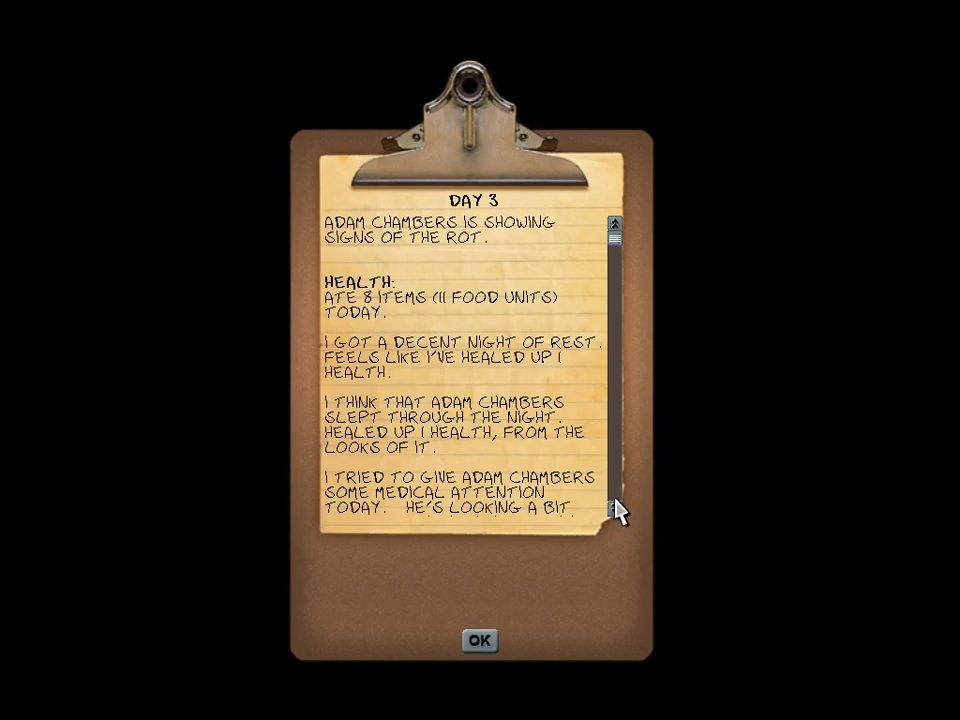 DAY 3
ADAM CHAMBERS IS SHOWING
SIGNS OF THE ROT.
HEALTH:
ATE 8 ITEMS (11 FOOD UNITS)
TODAY.
I GOT A DECENT NIGHT OF REST.
FEELS LIKE I'VE HEALED UP 1
HEALTH.
I THINK THAT ADAM CHAMBERS
SLEPT THROUGH THE NIGHT.
HEALED UP 1 HEALTH, FROM THE
LOOKS OF IT.
I TRIED TO GIVE ADAM CHAMBERS
SOME MEDICAL ATTENTION
TODAY. HE'S LOOKING A BIT
OK